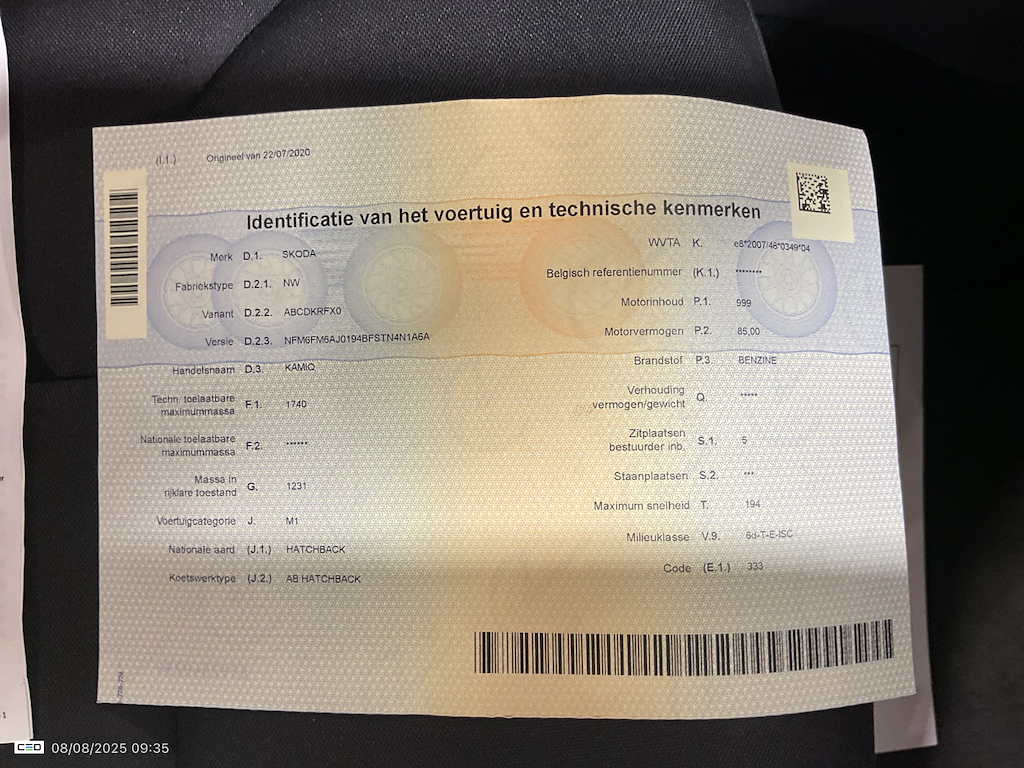 (I.1.) Origineel van 22/07/2020
Identificatie van het voertuig en technische kenmerken
Merk D.1. SKODA
Fabriekstype D.2.1. NW
Variant D.2.2. ABCDKRFX0
Versie D.2.3. NFM6FM6AJ0194BFSTN4N1A6A
Handelsnaam D.3. KAMIQ
Techn. toelaatbare
maximummassa F.1. 1740
Nationale toelaatbare
maximummassa F.2. ******
Massa in
rijklare toestand G. 1231
Voertuigcategorie J. M1
Nationale aard (J.1.) HATCHBACK
Koetswerktype (J.2.) AB HATCHBACK
WVTA K. e8*2007/46*0349*04
Belgisch referentienummer (K.1.) ********
Motorinhoud P.1. 999
Motorvermogen P.2. 85,00
Brandstof P.3. BENZINE
Verhouding
vermogen/gewicht Q. *****
Zitplaatsen
bestuurder inb. S.1. 5
Staanplaatsen S.2. ***
Maximum snelheid T. 194
Milieuklasse V.9. 6d-T-E-ISC
Code (E.1.) 333
CEO 08/08/2025 09:35